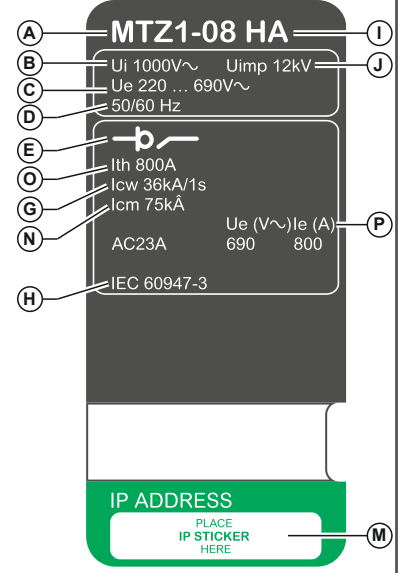 A MTZ1-08 HA I
B Ui 1000V∿ Uimp 12kV J
C Ue 220 ... 690V∿
D 50/60 Hz
E
O Ith 800A
G Icw 36kA/1s
N Icm 75kÂ
Ue (V∿) Ie (A) P
AC23A 690 800
H IEC 60947-3
IP ADDRESS
PLACE
IP STICKER M
HERE